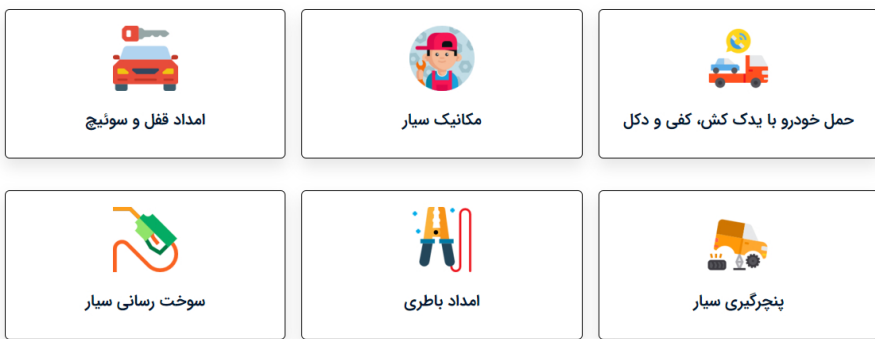 حمل خودرو با یدک کش، کفی و دکل
مکانیک سیار
امداد قفل و سوئیچ
پنچرگیری سیار
امداد باطری
سوخت رسانی سیار